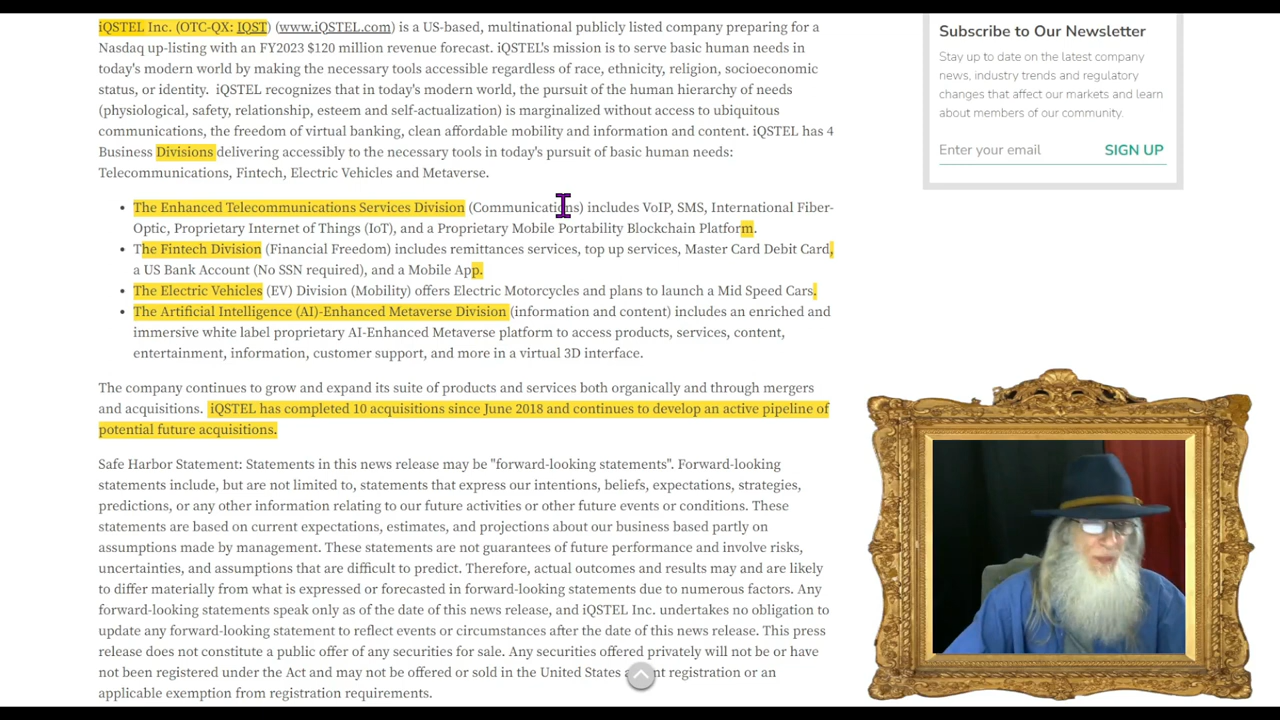 iQSTEL Inc. (OTC-QX: IQST) (www.iQSTEL.com) is a US-based, multinational publicly listed company preparing for a
Nasdaq up-listing with an FY2023 $120 million revenue forecast. iQSTEL's mission is to serve basic human needs in
today's modern world by making the necessary tools accessible regardless of race, ethnicity, religion, socioeconomic
status, or identity. iQSTEL recognizes that in today's modern world, the pursuit of the human hierarchy of needs
(physiological, safety, relationship, esteem and self-actualization) is marginalized without access to ubiquitous
communications, the freedom of virtual banking, clean affordable mobility and information and content. iQSTEL has 4
Business Divisions delivering accessibly to the necessary tools in today's pursuit of basic human needs:
Telecommunications, Fintech, Electric Vehicles and Metaverse.
• The Enhanced Telecommunications Services Division (Communications) includes VoIP, SMS, International Fiber-
Optic, Proprietary Internet of Things (IoT), and a Proprietary Mobile Portability Blockchain Platform.
• The Fintech Division (Financial Freedom) includes remittances services, top up services, Master Card Debit Card,
a US Bank Account (No SSN required), and a Mobile App.
• The Electric Vehicles (EV) Division (Mobility) offers Electric Motorcycles and plans to launch a Mid Speed Cars.
• The Artificial Intelligence (AI)-Enhanced Metaverse Division (information and content) includes an enriched and
immersive white label proprietary AI-Enhanced Metaverse platform to access products, services, content,
entertainment, information, customer support, and more in a virtual 3D interface.
The company continues to grow and expand its suite of products and services both organically and through mergers
and acquisitions. iQSTEL has completed 10 acquisitions since June 2018 and continues to develop an active pipeline of
potential future acquisitions.
Safe Harbor Statement: Statements in this news release may be "forward-looking statements". Forward-looking
statements include, but are not limited to, statements that express our intentions, beliefs, expectations, strategies,
predictions, or any other information relating to our future activities or other future events or conditions. These
statements are based on current expectations, estimates, and projections about our business based partly on
assumptions made by management. These statements are not guarantees of future performance and involve risks,
uncertainties, and assumptions that are difficult to predict. Therefore, actual outcomes and results may and are likely
to differ materially from what is expressed or forecasted in forward-looking statements due to numerous factors. Any
forward-looking statements speak only as of the date of this news release, and iQSTEL Inc. undertakes no obligation to
update any forward-looking statement to reflect events or circumstances after the date of this news release. This press
release does not constitute a public offer of any securities for sale. Any securities offered privately will not be or have
not been registered under the Act and may not be offered or sold in the United States registration or an
applicable exemption from registration requirements.
Subscribe to Our Newsletter
Stay up to date on the latest company
news, industry trends and regulatory
changes that affect our markets and learn
about members of our community.
Enter your email SIGN UP